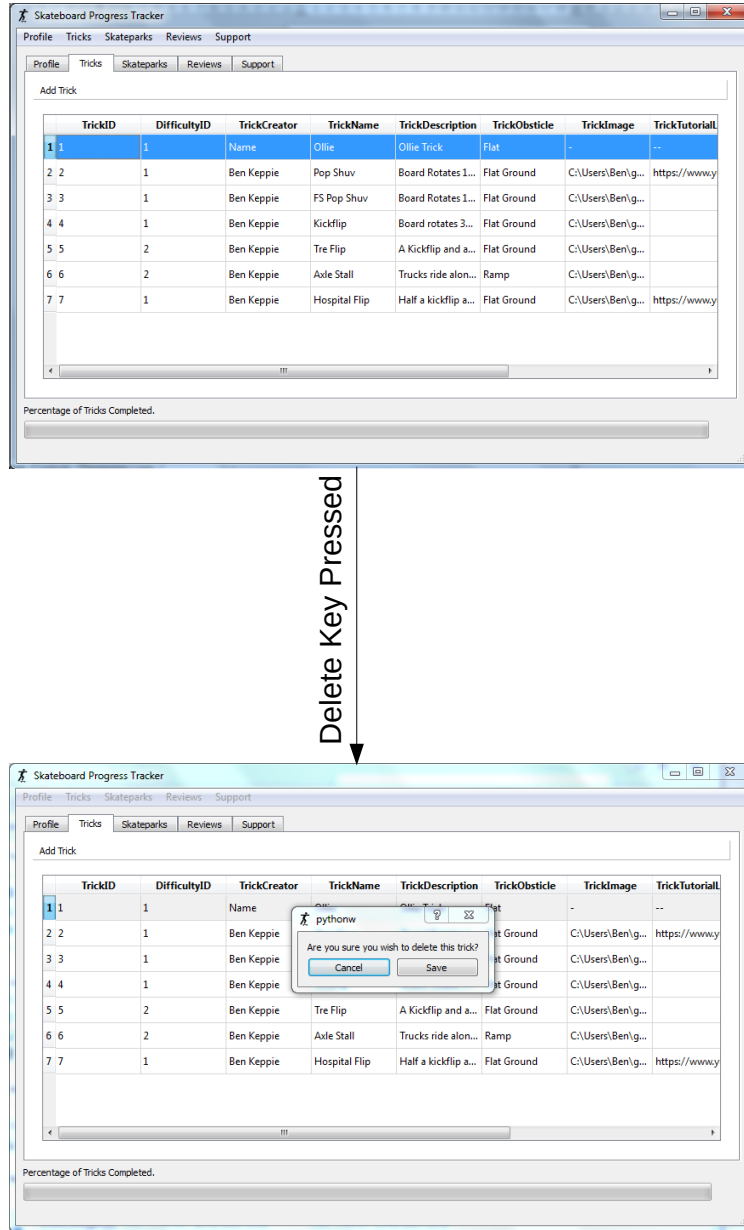 Skateboard Progress Tracker
Profile Tricks Skateparks Reviews Support
Profile Tricks Skateparks Reviews Support
Add Trick
TrickID DifficultyID TrickCreator TrickName TrickDescription TrickObsticle TrickImage TrickTutorialL
1 1 1 Name Ollie Ollie Trick Flat - --
2 2 1 Ben Keppie Pop Shuv Board Rotates 1... Flat Ground C:\Users\Ben\g... https://www.y
3 3 1 Ben Keppie FS Pop Shuv Board Rotates 1... Flat Ground C:\Users\Ben\g...
4 4 1 Ben Keppie Kickflip Board rotates 3... Flat Ground C:\Users\Ben\g...
5 5 2 Ben Keppie Tre Flip A Kickflip and a... Flat Ground C:\Users\Ben\g...
6 6 2 Ben Keppie Axle Stall Trucks ride alon... Ramp C:\Users\Ben\g...
7 7 1 Ben Keppie Hospital Flip Half a kickflip a... Flat Ground C:\Users\Ben\g... https://www.y
Percentage of Tricks Completed.
Delete Key Pressed
Skateboard Progress Tracker
Profile Tricks Skateparks Reviews Support
Profile Tricks Skateparks Reviews Support
Add Trick
TrickID DifficultyID TrickCreator TrickName TrickDescription TrickObsticle TrickImage TrickTutorialL
1 1 1 Name - --
2 2 1 Ben Keppie Ground C:\Users\Ben\g... https://www.y
3 3 1 Ben Keppie Ground C:\Users\Ben\g...
4 4 1 Ben Keppie Ground C:\Users\Ben\g...
5 5 2 Ben Keppie Tre Flip A Kickflip and a... Flat Ground C:\Users\Ben\g...
6 6 2 Ben Keppie Axle Stall Trucks ride alon... Ramp C:\Users\Ben\g...
7 7 1 Ben Keppie Hospital Flip Half a kickflip a... Flat Ground C:\Users\Ben\g... https://www.y
pythonw
Are you sure you wish to delete this trick?
Cancel Save
Percentage of Tricks Completed.